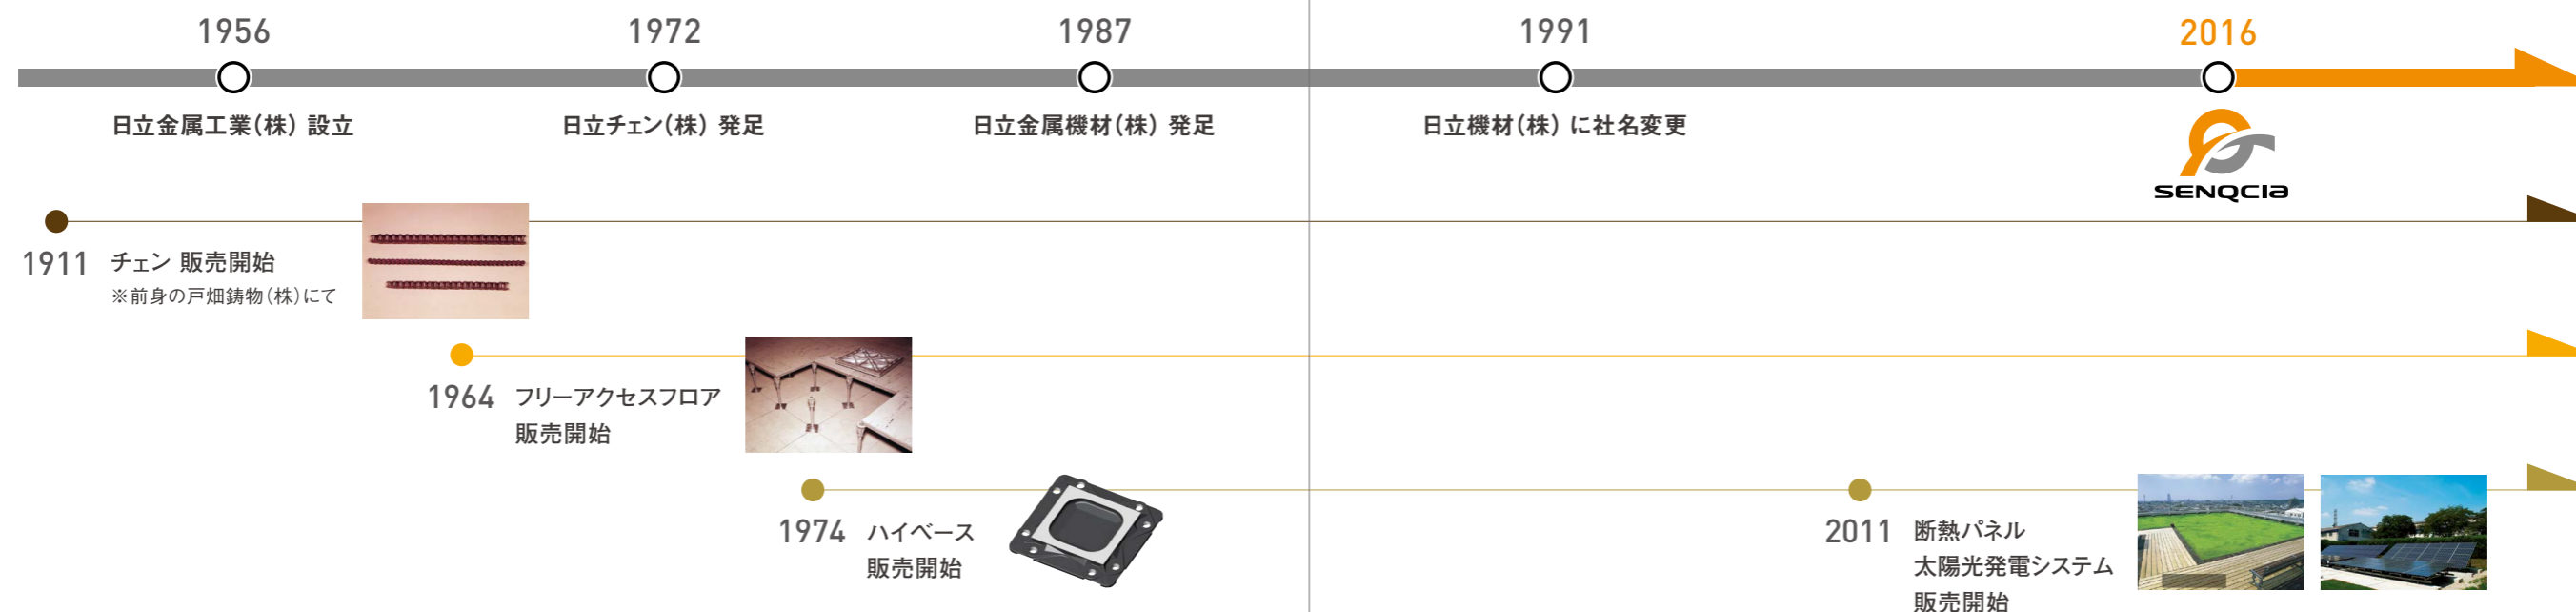 1956
1972
1987
1991
2016
日立金属工業(株) 設立
日立チェン(株) 発足
日立金属機材(株) 発足
日立機材(株) に社名変更
SENQCIA
1911 チェン 販売開始
※前身の戸畑鋳物(株)にて
1964 フリーアクセスフロア
販売開始
1974 ハイベース
販売開始
2011 断熱パネル
太陽光発電システム
販売開始